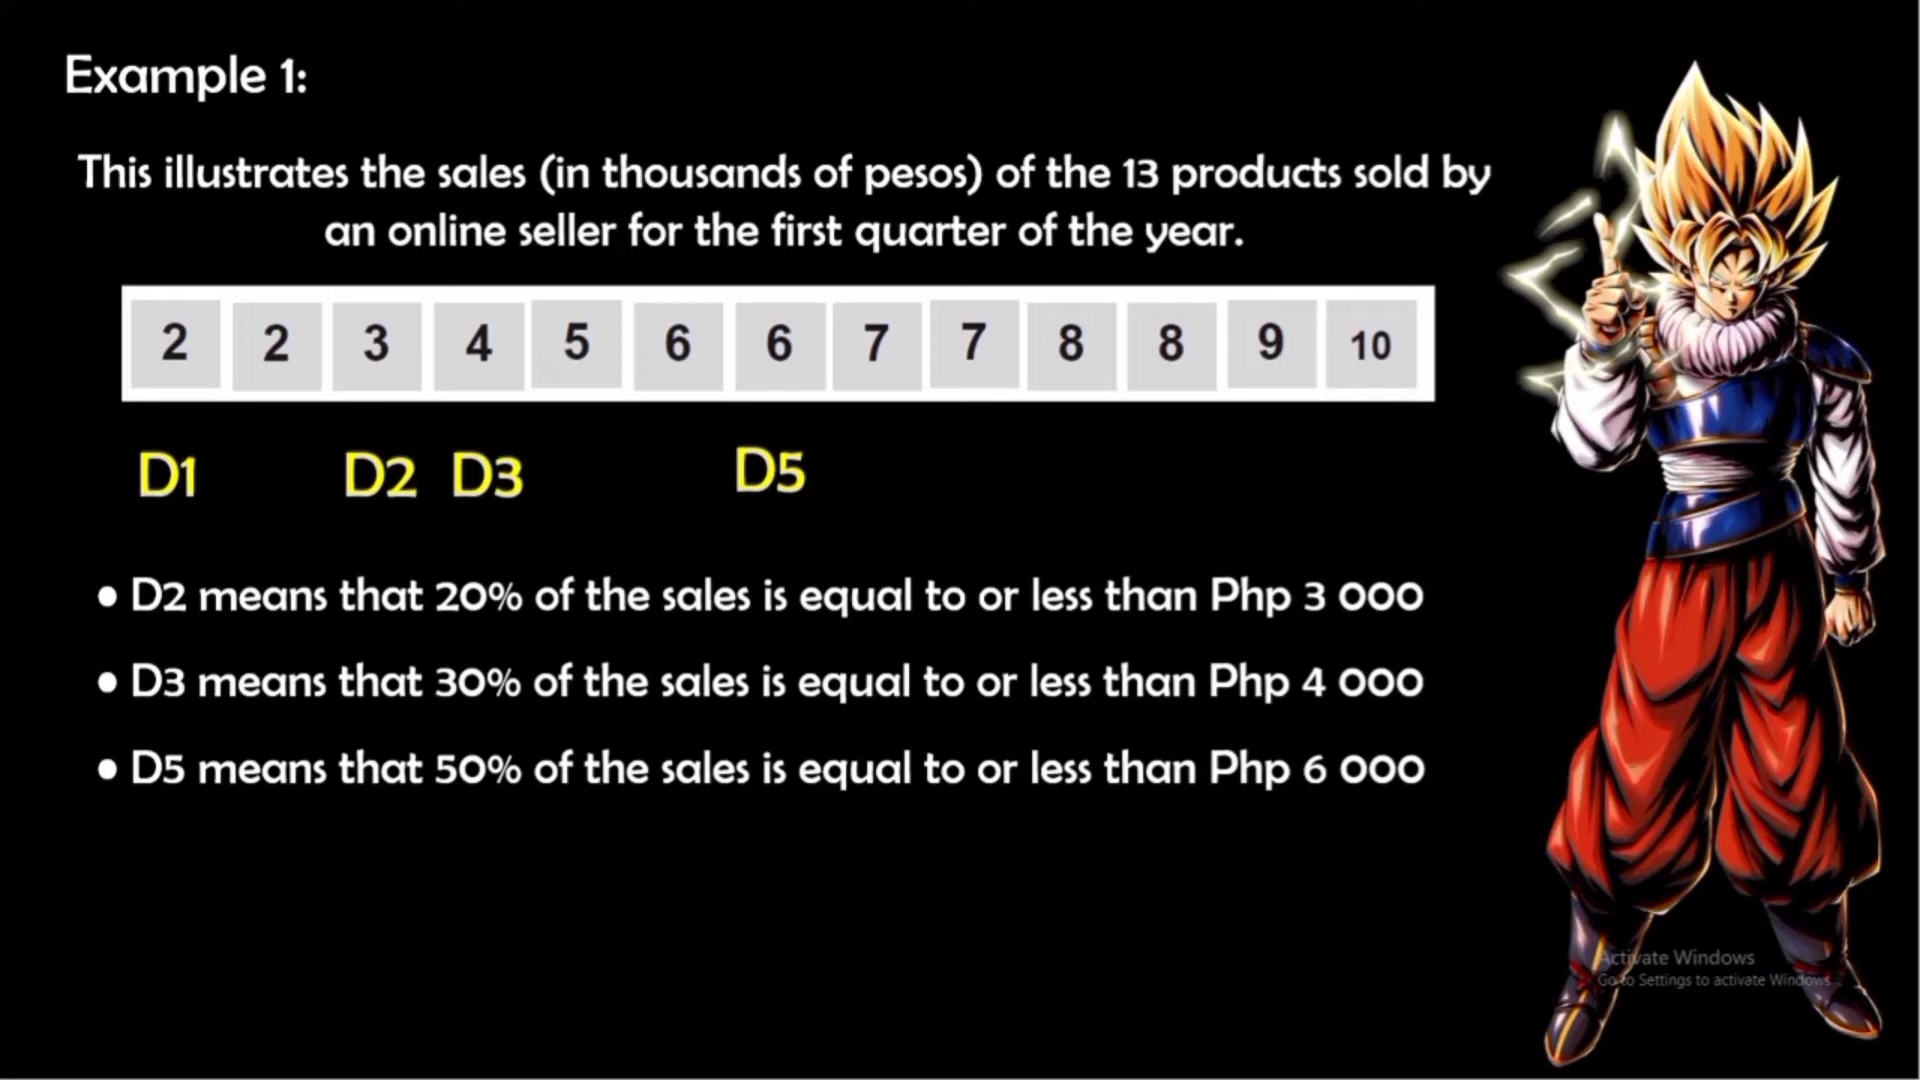 Example 1:
This illustrates the sales (in thousands of pesos) of the 13 products sold by
an online seller for the first quarter of the year.
2 2 3 4 5 6 6 7 7 8 8 9 10
D1 D2 D3 D5
• D2 means that 20% of the sales is equal to or less than Php 3 000
• D3 means that 30% of the sales is equal to or less than Php 4 000
• D5 means that 50% of the sales is equal to or less than Php 6 000
Activate Windows
Go to Settings to activate Windows.